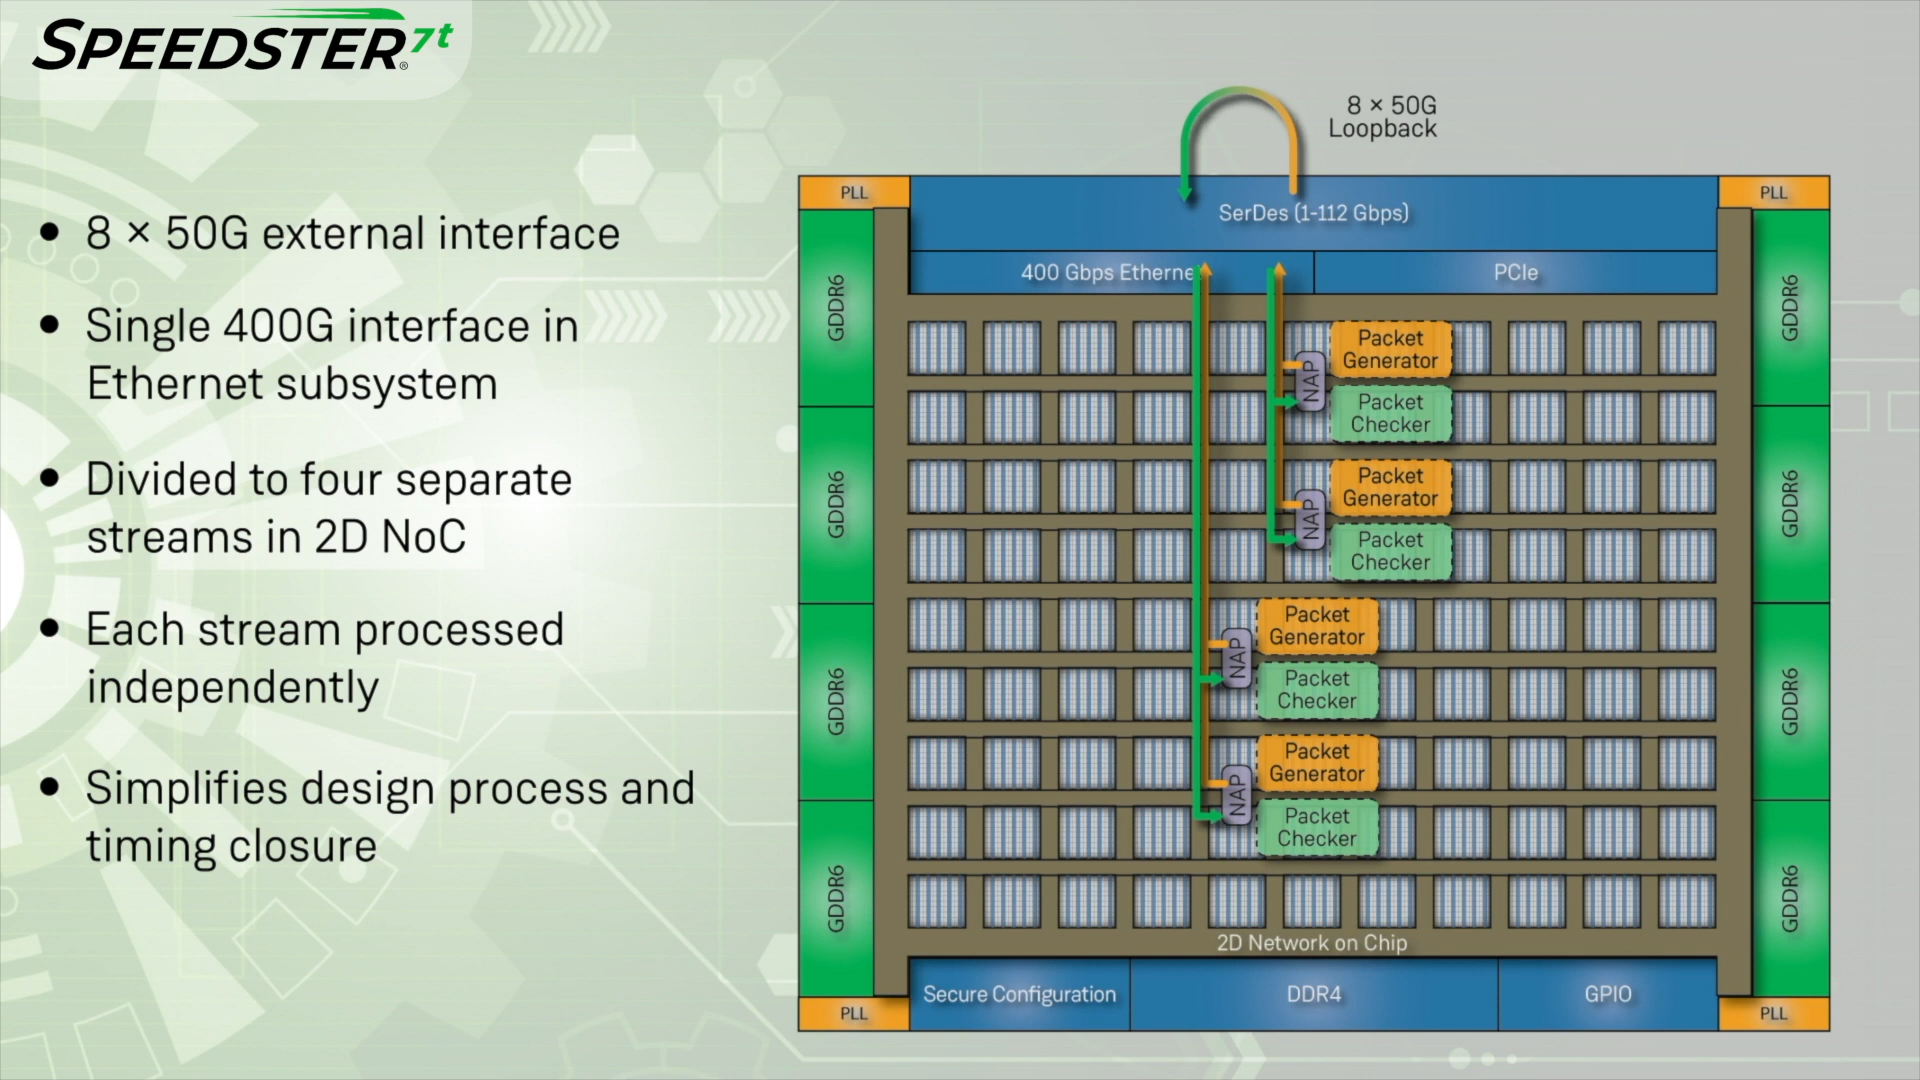 SPEEDSTER®7t
• 8 × 50G external interface
• Single 400G interface in
Ethernet subsystem
• Divided to four separate
streams in 2D NoC
• Each stream processed
independently
• Simplifies design process and
timing closure
8 × 50G
Loopback
PLL
SerDes (1-112 Gbps)
PLL
400 Gbps Etherne
PCIe
GDDR6
GDDR6
GDDR6
GDDR6
GDDR6
GDDR6
GDDR6
GDDR6
NAP
Packet
Generator
Packet
Checker
NAP
Packet
Generator
Packet
Checker
NAP
Packet
Generator
Packet
Checker
NAP
Packet
Generator
Packet
Checker
2D Network on Chip
PLL
Secure Configuration
DDR4
GPIO
PLL